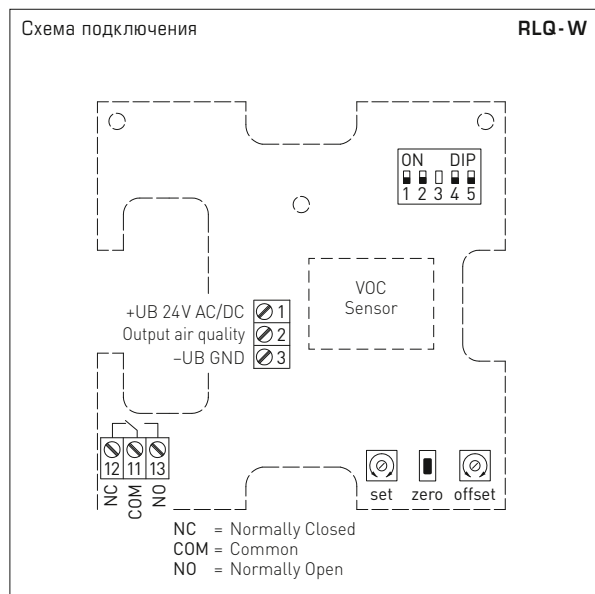 Схема подключения
RLQ-W
ON DIP
1 2 3 4 5
VOC
Sensor
+UB 24V AC/DC 1
Output air quality 2
–UB GND 3
12 11 13
NC
COM
NO
set zero offset
NC = Normally Closed
COM = Common
NO = Normally Open